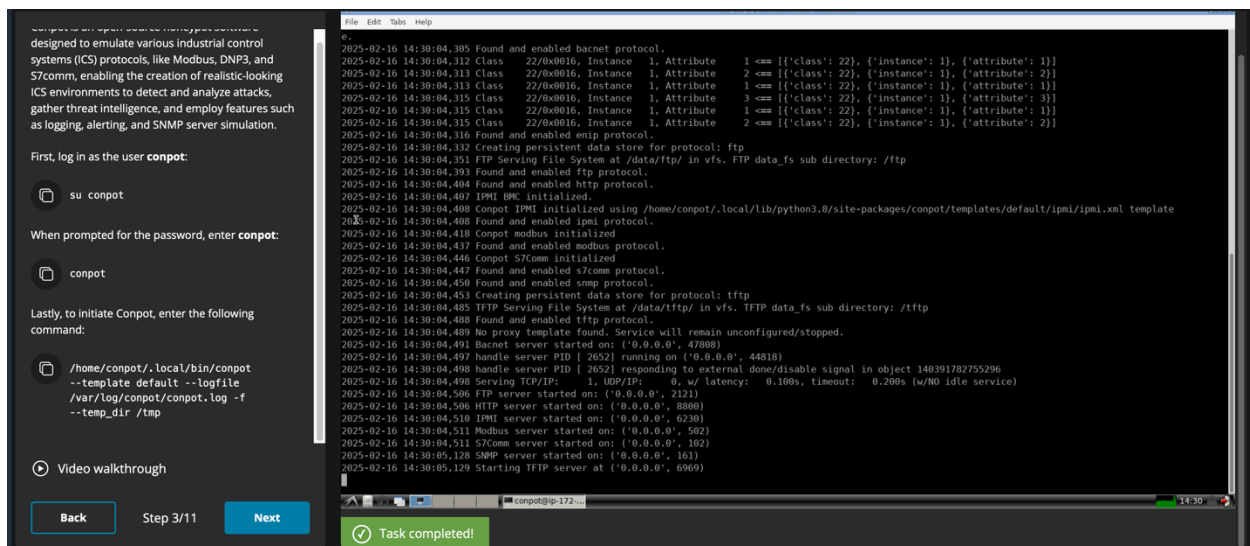 Conpot is an open source honeypot software
designed to emulate various industrial control
systems (ICS) protocols, like Modbus, DNP3, and
S7comm, enabling the creation of realistic-looking
ICS environments to detect and analyze attacks,
gather threat intelligence, and employ features such
as logging, alerting, and SNMP server simulation.
First, log in as the user conpot:
su conpot
When prompted for the password, enter conpot:
conpot
Lastly, to initiate Conpot, enter the following
command:
/home/conpot/.local/bin/conpot
--template default --logfile
/var/log/conpot/conpot.log -f
--temp_dir /tmp
Video walkthrough
Back
Step 3/11
Next
File Edit Tabs Help
e.
2025-02-16 14:30:04,305 Found and enabled bacnet protocol.
2025-02-16 14:30:04,312 Class 22/0x0016, Instance 1, Attribute 1 <== [{'class': 22}, {'instance': 1}, {'attribute': 1}]
2025-02-16 14:30:04,313 Class 22/0x0016, Instance 1, Attribute 2 <== [{'class': 22}, {'instance': 1}, {'attribute': 2}]
2025-02-16 14:30:04,313 Class 22/0x0016, Instance 1, Attribute 1 <== [{'class': 22}, {'instance': 1}, {'attribute': 1}]
2025-02-16 14:30:04,315 Class 22/0x0016, Instance 1, Attribute 3 <== [{'class': 22}, {'instance': 1}, {'attribute': 3}]
2025-02-16 14:30:04,315 Class 22/0x0016, Instance 1, Attribute 1 <== [{'class': 22}, {'instance': 1}, {'attribute': 1}]
2025-02-16 14:30:04,315 Class 22/0x0016, Instance 1, Attribute 2 <== [{'class': 22}, {'instance': 1}, {'attribute': 2}]
2025-02-16 14:30:04,316 Found and enabled enip protocol.
2025-02-16 14:30:04,332 Creating persistent data store for protocol: ftp
2025-02-16 14:30:04,351 FTP Serving File System at /data/ftp/ in vfs. FTP data_fs sub directory: /ftp
2025-02-16 14:30:04,393 Found and enabled ftp protocol.
2025-02-16 14:30:04,404 Found and enabled http protocol.
2025-02-16 14:30:04,407 IPMI BMC initialized.
2025-02-16 14:30:04,408 Conpot IPMI initialized using /home/conpot/.local/lib/python3.8/site-packages/conpot/templates/default/ipmi/ipmi.xml template
2025-02-16 14:30:04,408 Found and enabled ipmi protocol.
2025-02-16 14:30:04,418 Conpot modbus initialized
2025-02-16 14:30:04,437 Found and enabled modbus protocol.
2025-02-16 14:30:04,446 Conpot S7Comm initialized
2025-02-16 14:30:04,447 Found and enabled s7comm protocol.
2025-02-16 14:30:04,450 Found and enabled snmp protocol.
2025-02-16 14:30:04,453 Creating persistent data store for protocol: tftp
2025-02-16 14:30:04,485 TFTP Serving File System at /data/tftp/ in vfs. TFTP data_fs sub directory: /tftp
2025-02-16 14:30:04,488 Found and enabled tftp protocol.
2025-02-16 14:30:04,489 No proxy template found. Service will remain unconfigured/stopped.
2025-02-16 14:30:04,491 Bacnet server started on: ('0.0.0.0', 47808)
2025-02-16 14:30:04,497 handle server PID [ 2652] running on ('0.0.0.0', 44818)
2025-02-16 14:30:04,498 handle server PID [ 2652] responding to external done/disable signal in object 140391782755296
2025-02-16 14:30:04,498 Serving TCP/IP: 1, UDP/IP: 0, w/ latency: 0.100s, timeout: 0.200s (w/NO idle service)
2025-02-16 14:30:04,506 FTP server started on: ('0.0.0.0', 2121)
2025-02-16 14:30:04,506 HTTP server started on: ('0.0.0.0', 8800)
2025-02-16 14:30:04,510 IPMI server started on: ('0.0.0.0', 6230)
2025-02-16 14:30:04,511 Modbus server started on: ('0.0.0.0', 502)
2025-02-16 14:30:04,511 S7Comm server started on: ('0.0.0.0', 102)
2025-02-16 14:30:05,128 SNMP server started on: ('0.0.0.0', 161)
2025-02-16 14:30:05,129 Starting TFTP server at ('0.0.0.0', 6969)
conpot@ip-172-...
14:30
Task completed!